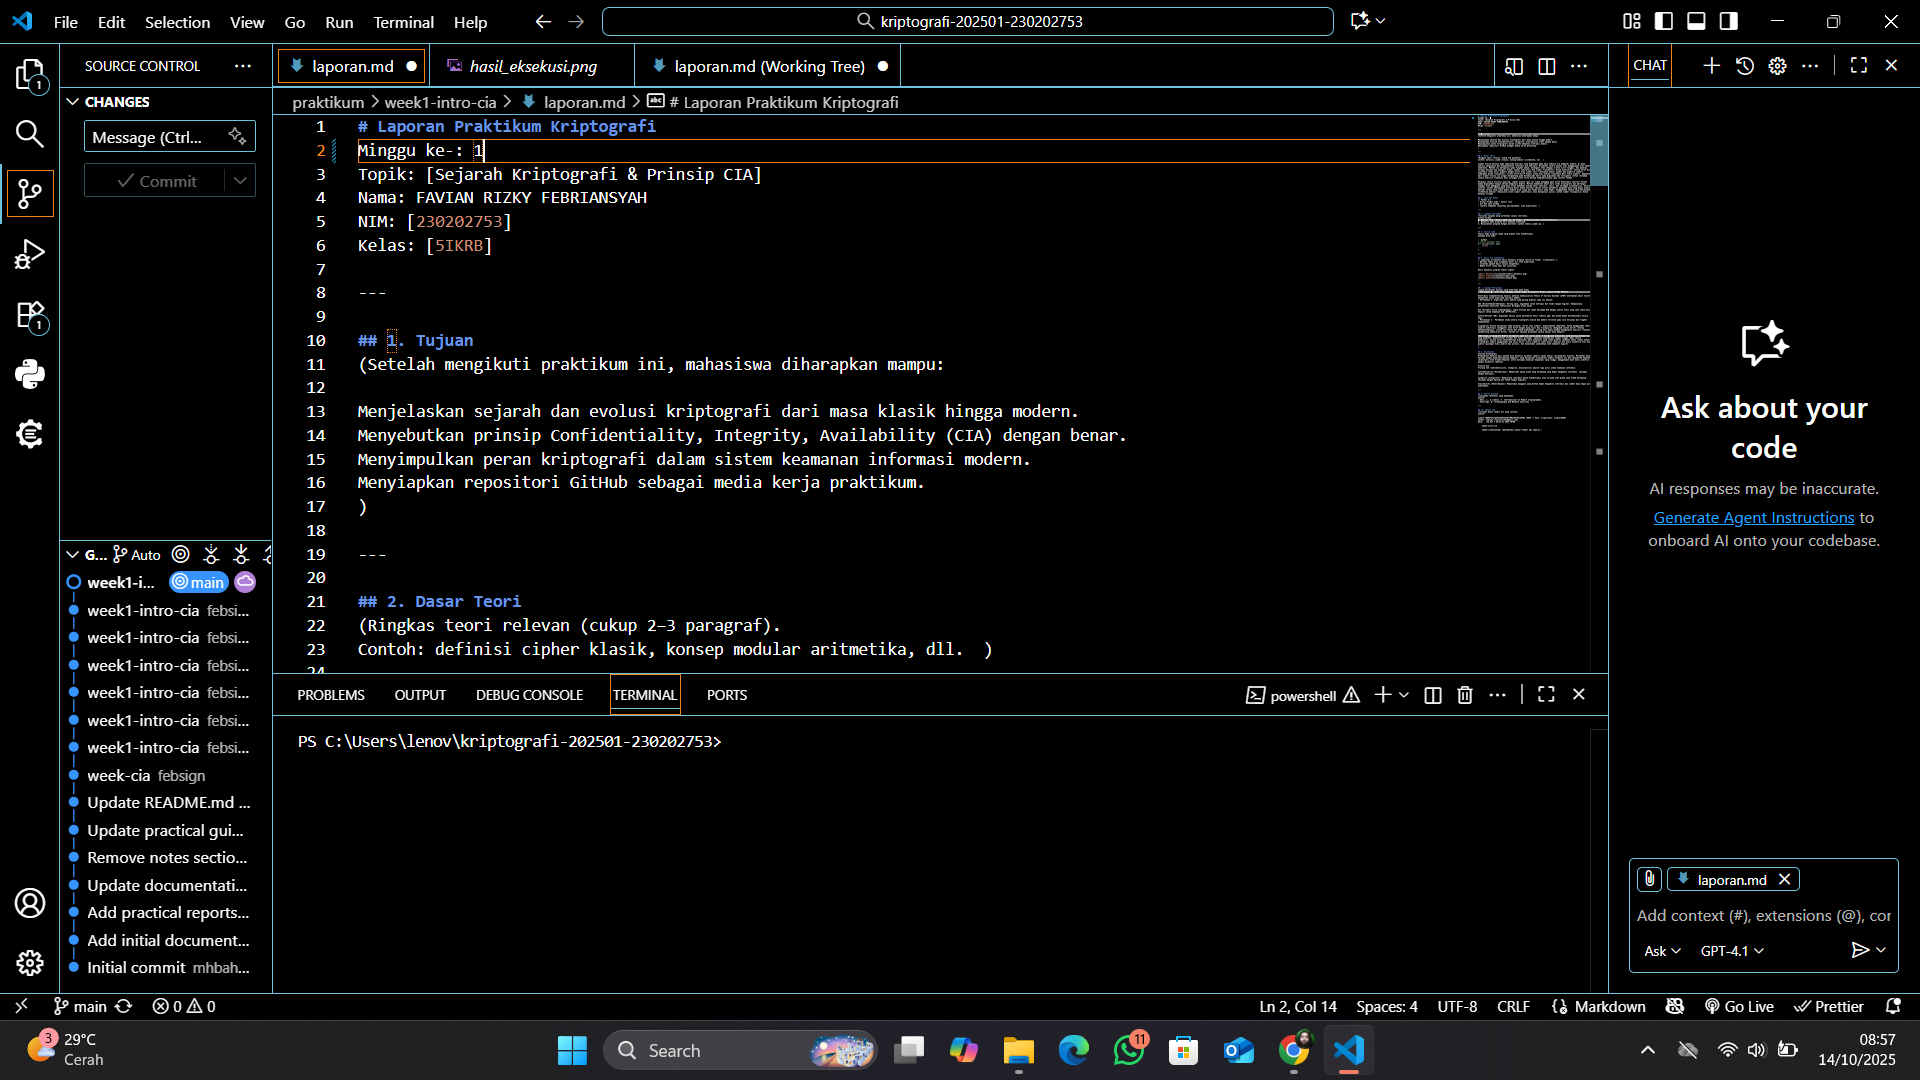 File Edit Selection View Go Run Terminal Help
kriptografi-202501-230202753
SOURCE CONTROL
laporan.md
hasil_eksekusi.png
laporan.md (Working Tree)
CHAT
CHANGES
praktikum > week1-intro-cia > laporan.md > # Laporan Praktikum Kriptografi
Message (Ctrl...
Commit
1 # Laporan Praktikum Kriptografi
2 Minggu ke-: 1
3 Topik: [Sejarah Kriptografi & Prinsip CIA]
4 Nama: FAVIAN RIZKY FEBRIANSYAH
5 NIM: [230202753]
6 Kelas: [5IKRB]
7
8 ---
9
10 ## 1. Tujuan
11 (Setelah mengikuti praktikum ini, mahasiswa diharapkan mampu:
12
13 Menjelaskan sejarah dan evolusi kriptografi dari masa klasik hingga modern.
14 Menyebutkan prinsip Confidentiality, Integrity, Availability (CIA) dengan benar.
15 Menyimpulkan peran kriptografi dalam sistem keamanan informasi modern.
16 Menyiapkan repositori GitHub sebagai media kerja praktikum.
17 )
18
19 ---
20
21 ## 2. Dasar Teori
22 (Ringkas teori relevan (cukup 2–3 paragraf).
23 Contoh: definisi cipher klasik, konsep modular aritmetika, dll.  )
24
G... Auto
week1-i... main
week1-intro-cia febsi...
week1-intro-cia febsi...
week1-intro-cia febsi...
week1-intro-cia febsi...
week1-intro-cia febsi...
week1-intro-cia febsi...
week-cia febsign
Update README.md ...
Update practical gui...
Remove notes sectio...
Update documentati...
Add practical reports...
Add initial document...
Initial commit mhbah...
PROBLEMS OUTPUT DEBUG CONSOLE TERMINAL PORTS
powershell
PS C:\Users\lenov\kriptografi-202501-230202753>
Ask about your
code
AI responses may be inaccurate.
Generate Agent Instructions to
onboard AI onto your codebase.
laporan.md
Add context (#), extensions (@), cor
Ask GPT-4.1
1
1
main 0 0
Ln 2, Col 14 Spaces: 4 UTF-8 CRLF {} Markdown Go Live Prettier
3
29°C
Cerah
Search
11
08:57
14/10/2025